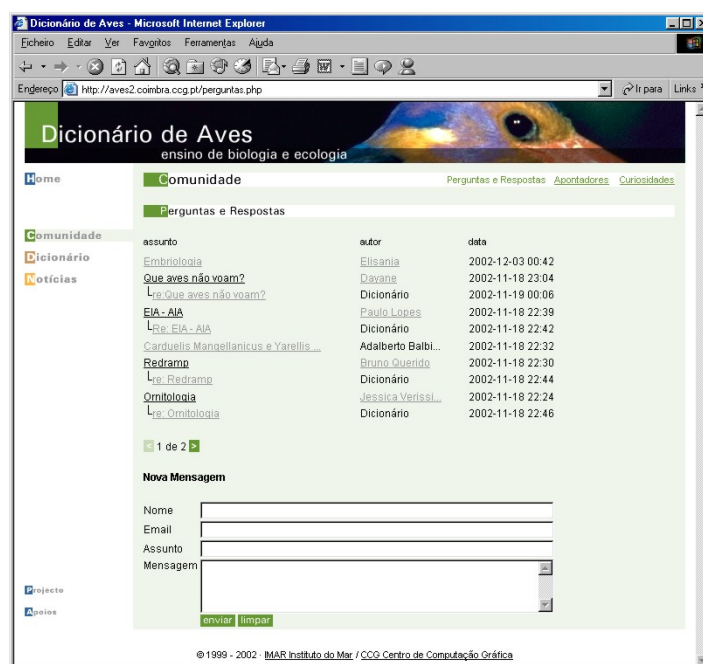 Dicionário de Aves - Microsoft Internet Explorer
Ficheiro Editar Ver Favoritos Ferramentas Ajuda
Endereço http://aves2.coimbra.ccg.pt/perguntas.php Ir para Links
Dicionário de Aves
ensino de biologia e ecologia
Home
Comunidade Perguntas e Respostas Apontadores Curiosidades
Perguntas e Respostas
Comunidade
Dicionário
Notícias
assunto autor data
Embriologia Elisania 2002-12-03 00:42
Que aves não voam? Dayane 2002-11-18 23:04
re:Que aves não voam? Dicionário 2002-11-19 00:06
EIA - AIA Paulo Lopes 2002-11-18 22:39
Re: EIA - AIA Dicionário 2002-11-18 22:42
Carduelis Mangellanicus e Yarellis ... Adalberto Balbi... 2002-11-18 22:32
Redramp Bruno Querido 2002-11-18 22:30
re: Redramp Dicionário 2002-11-18 22:44
Ornitologia Jessica Verissi... 2002-11-18 22:24
re: Ornitologia Dicionário 2002-11-18 22:46
< 1 de 2 >
Nova Mensagem
Nome
Email
Assunto
Mensagem
Projecto
Apoios
enviar limpar
© 1999 - 2002 · IMAR Instituto do Mar / CCG Centro de Computação Gráfica